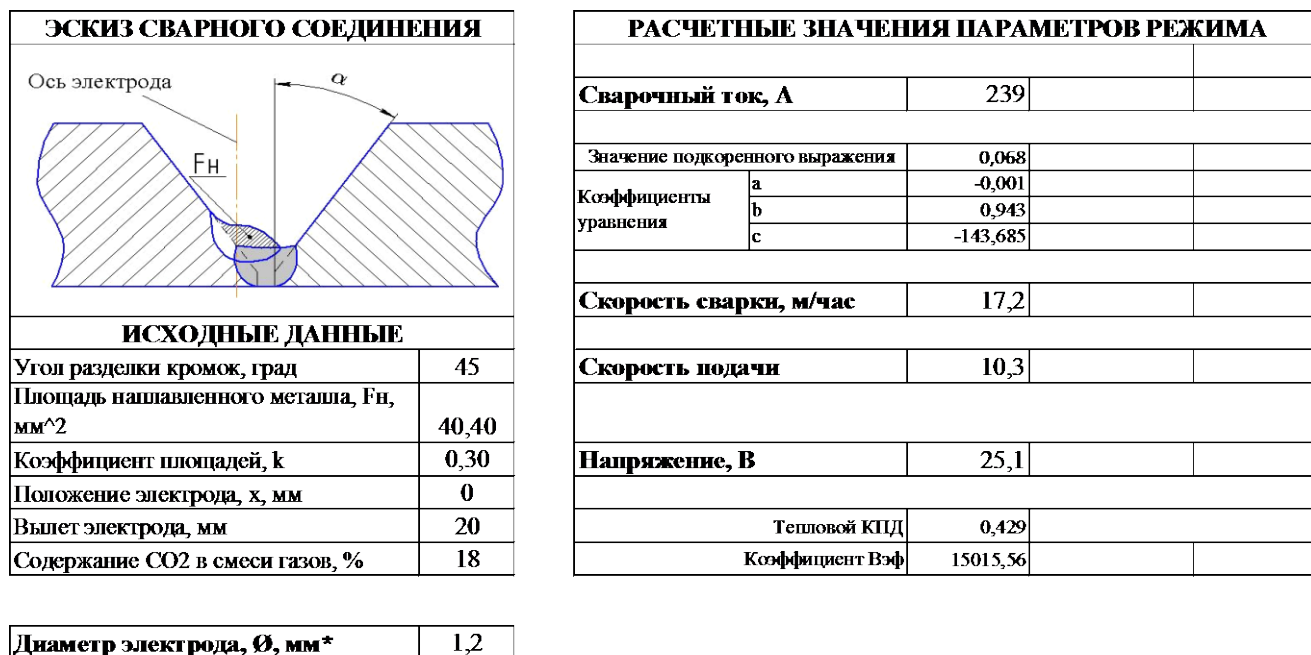 ЭСКИЗ СВАРНОГО СОЕДИНЕНИЯ
Ось электрода
α
Fн
ИСХОДНЫЕ ДАННЫЕ
Угол разделки кромок, град 45
Площадь наплавленного металла, Fн,
мм^2 40,40
Коэффициент площадей, k 0,30
Положение электрода, x, мм 0
Вылет электрода, мм 20
Содержание CO2 в смеси газов, % 18
Диаметр электрода, Ø, мм* 1,2
РАСЧЕТНЫЕ ЗНАЧЕНИЯ ПАРАМЕТРОВ РЕЖИМА
Сварочный ток, А 239
Значение подкоренного выражения 0,068
Коэффициенты
уравнения
a -0,001
b 0,943
c -143,685
Скорость сварки, м/час 17,2
Скорость подачи 10,3
Напряжение, В 25,1
Тепловой КПД 0,429
Коэффициент Вэф 15015,56